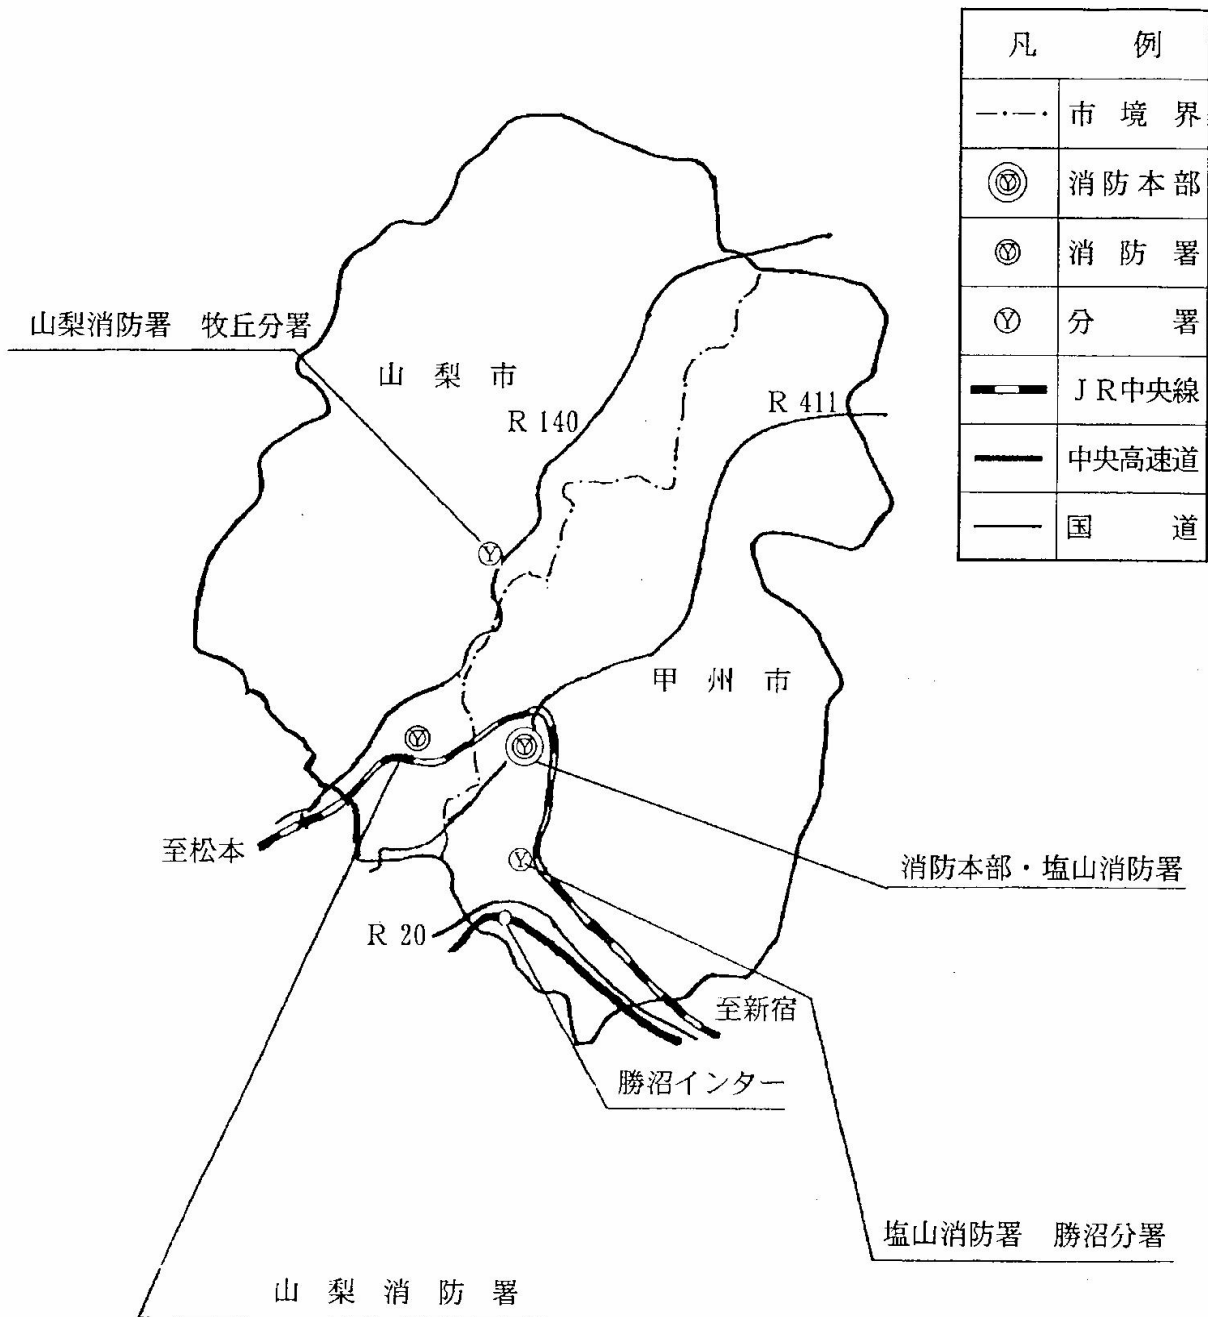 凡 例
市境界
消防本部
消防署
分署
JR中央線
中央高速道
国道
山梨消防署 牧丘分署
山梨市
R 140
R 411
甲州市
至松本
消防本部・塩山消防署
R 20
至新宿
勝沼インター
塩山消防署 勝沼分署
山梨消防署